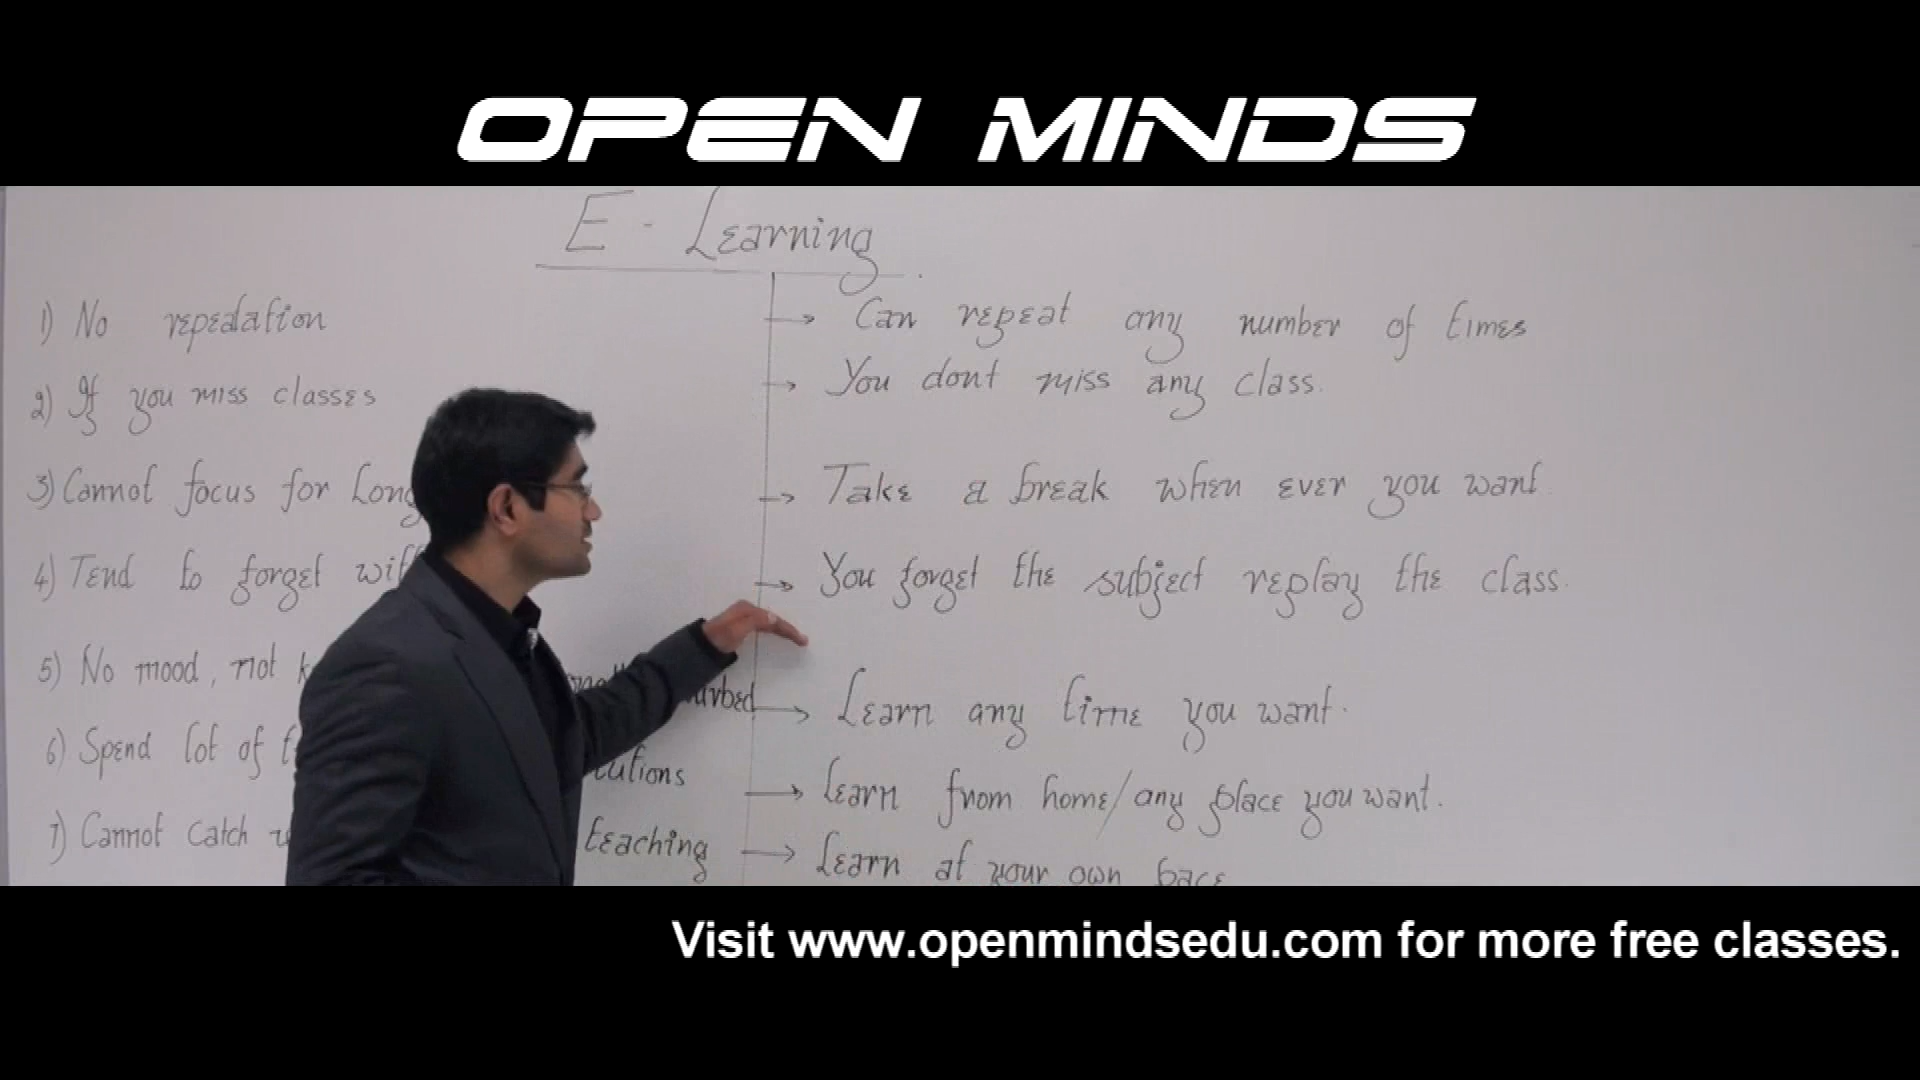 OPEN MINDS
E - Learning
1) No repedation
→ Can repeat any number of times
2) If you miss classes
→ You dont miss any class.
3) Cannot focus for Long
→ Take a break when ever you want
4) Tend to forget
→ You forget the subject replay the class.
5) No mood, not
→ Learn any time you want.
6) Spend lot of
→ Learn from home/any place you want.
7) Cannot catch teaching
→ Learn at your own pace
Visit www.openmindsedu.com for more free classes.